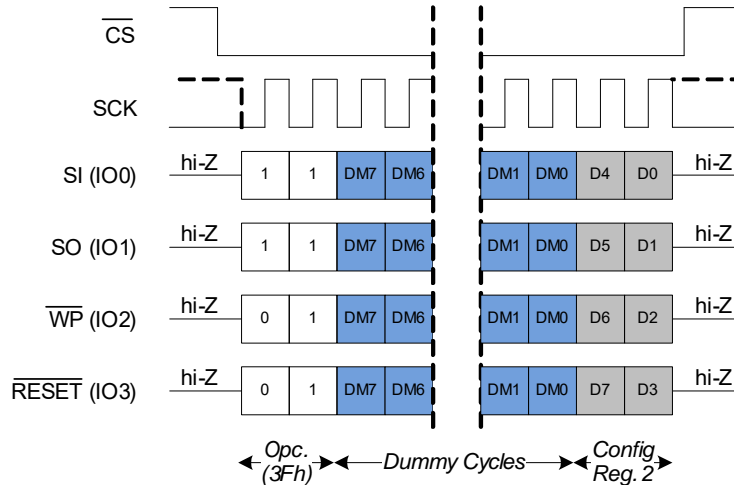 CS
SCK
hi-Z hi-Z
SI (IO0) 1 1 DM7 DM6 DM1 DM0 D4 D0
hi-Z hi-Z
SO (IO1) 1 1 DM7 DM6 DM1 DM0 D5 D1
hi-Z hi-Z
WP (IO2) 0 1 DM7 DM6 DM1 DM0 D6 D2
hi-Z hi-Z
RESET (IO3) 0 1 DM7 DM6 DM1 DM0 D7 D3
Opc. Config
(3Fh) Dummy Cycles Reg. 2